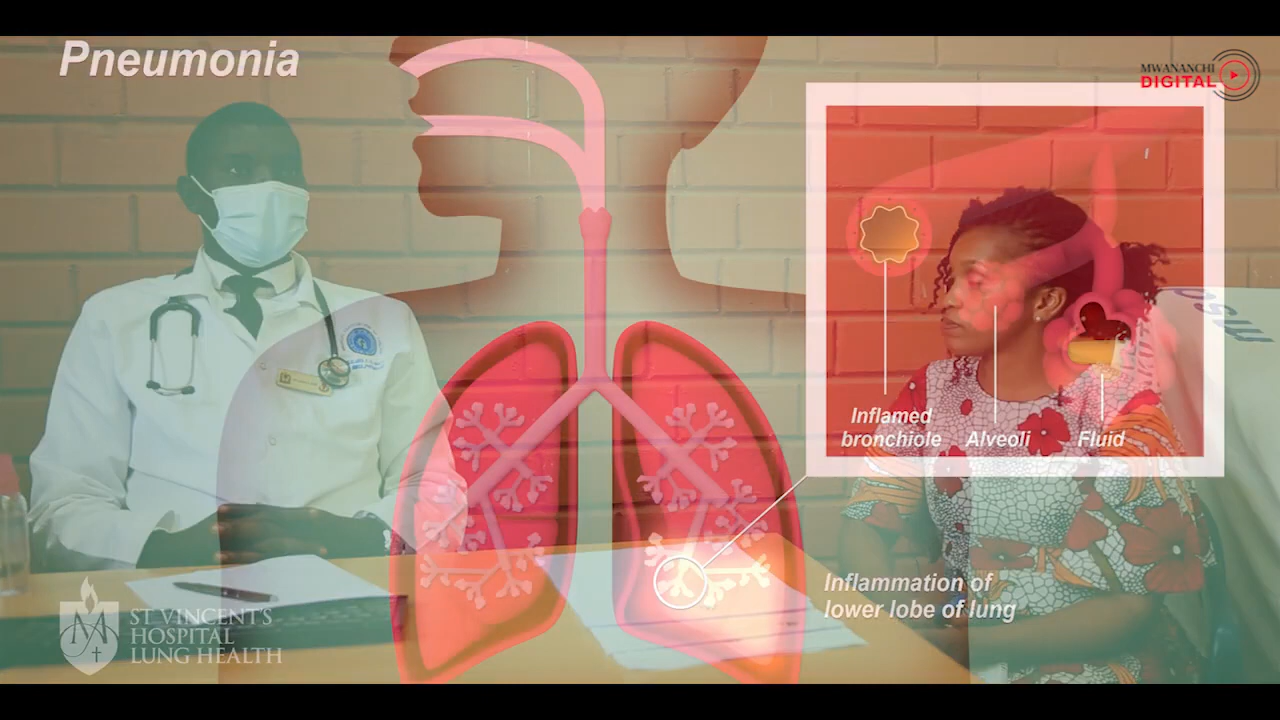 Pneumonia
MWANANCHI
DIGITAL
Inflamed
bronchiole
Alveoli
Fluid
Inflammation of
lower lobe of lung
ST VINCENT'S
HOSPITAL
LUNG HEALTH